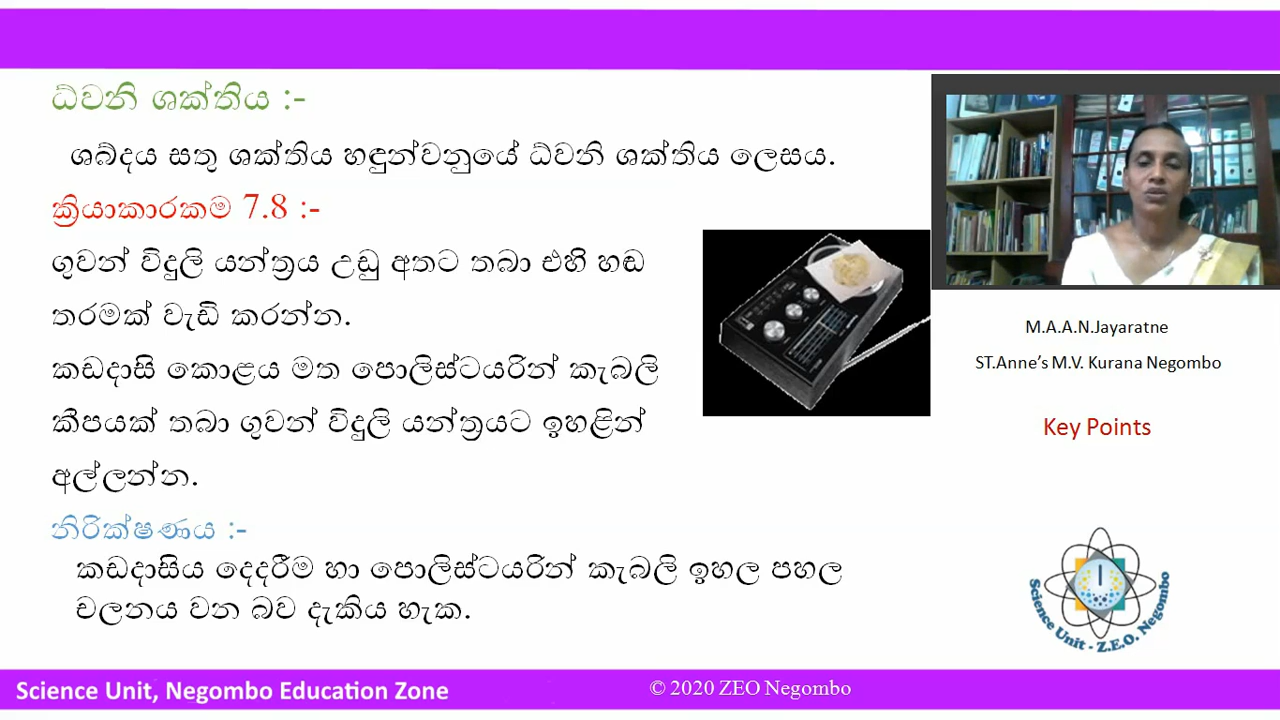 ධ්වනි ශක්තිය :-
ශබ්දය සතු ශක්තිය හඳුන්වනුයේ ධ්වනි ශක්තිය ලෙසය.
ක්‍රියාකාරකම 7.8 :-
ගුවන් විදුලි යන්ත්‍රය උඩු අතට තබා එහි හඬ
තරමක් වැඩි කරන්න.
කඩදාසි කොළය මත පොලිස්ටයරින් කැබලි
කීපයක් තබා ගුවන් විදුලි යන්ත්‍රයට ඉහළින්
අල්ලන්න.
නිරික්ෂණය :-
කඩදාසිය දෙදරීම හා පොලිස්ටයරින් කැබලි ඉහල පහල
චලනය වන බව දැකිය හැක.
M.A.A.N.Jayaratne
ST.Anne’s M.V. Kurana Negombo
Key Points
Science Unit - Z.E.O. Negombo
Science Unit, Negombo Education Zone
© 2020 ZEO Negombo